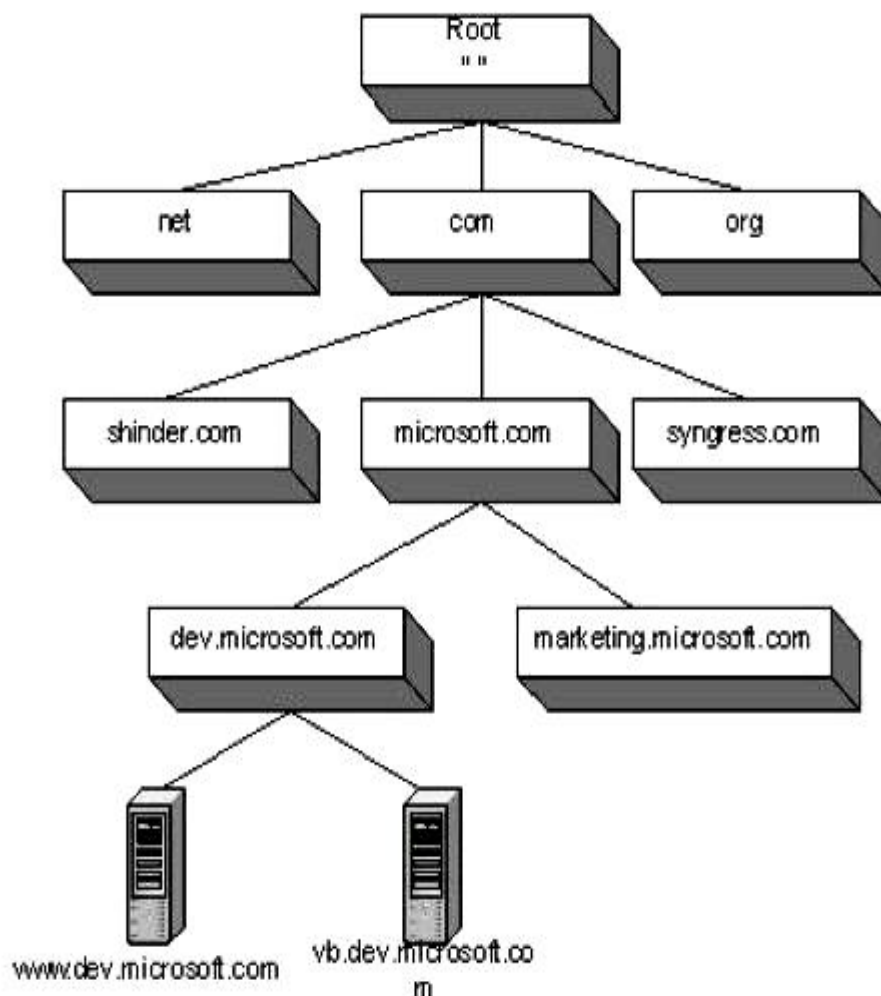 Root
" "
net
com
org
shinder.com
microsoft.com
syngress.com
dev.microsoft.com
marketing.microsoft.com
www.dev.microsoft.com
vb.dev.microsoft.co
m